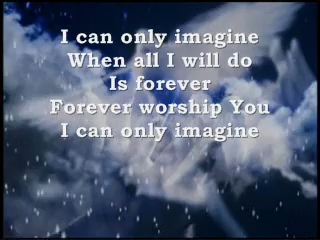 I can only imagine
When all I will do
Is forever
Forever worship You
I can only imagine